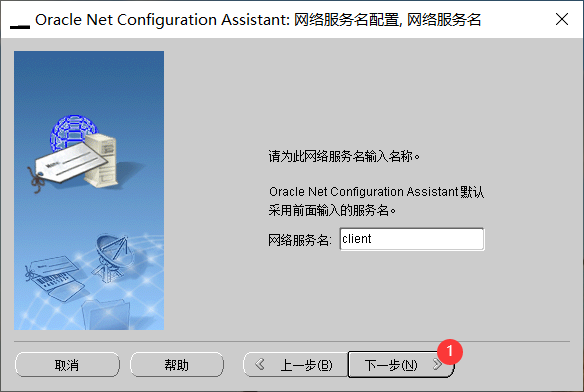 Oracle Net Configuration Assistant: 网络服务名配置, 网络服务名
请为此网络服务名输入名称。
Oracle Net Configuration Assistant 默认
采用前面输入的服务名。
网络服务名: client
1
取消 帮助 上一步(B) 下一步(N)